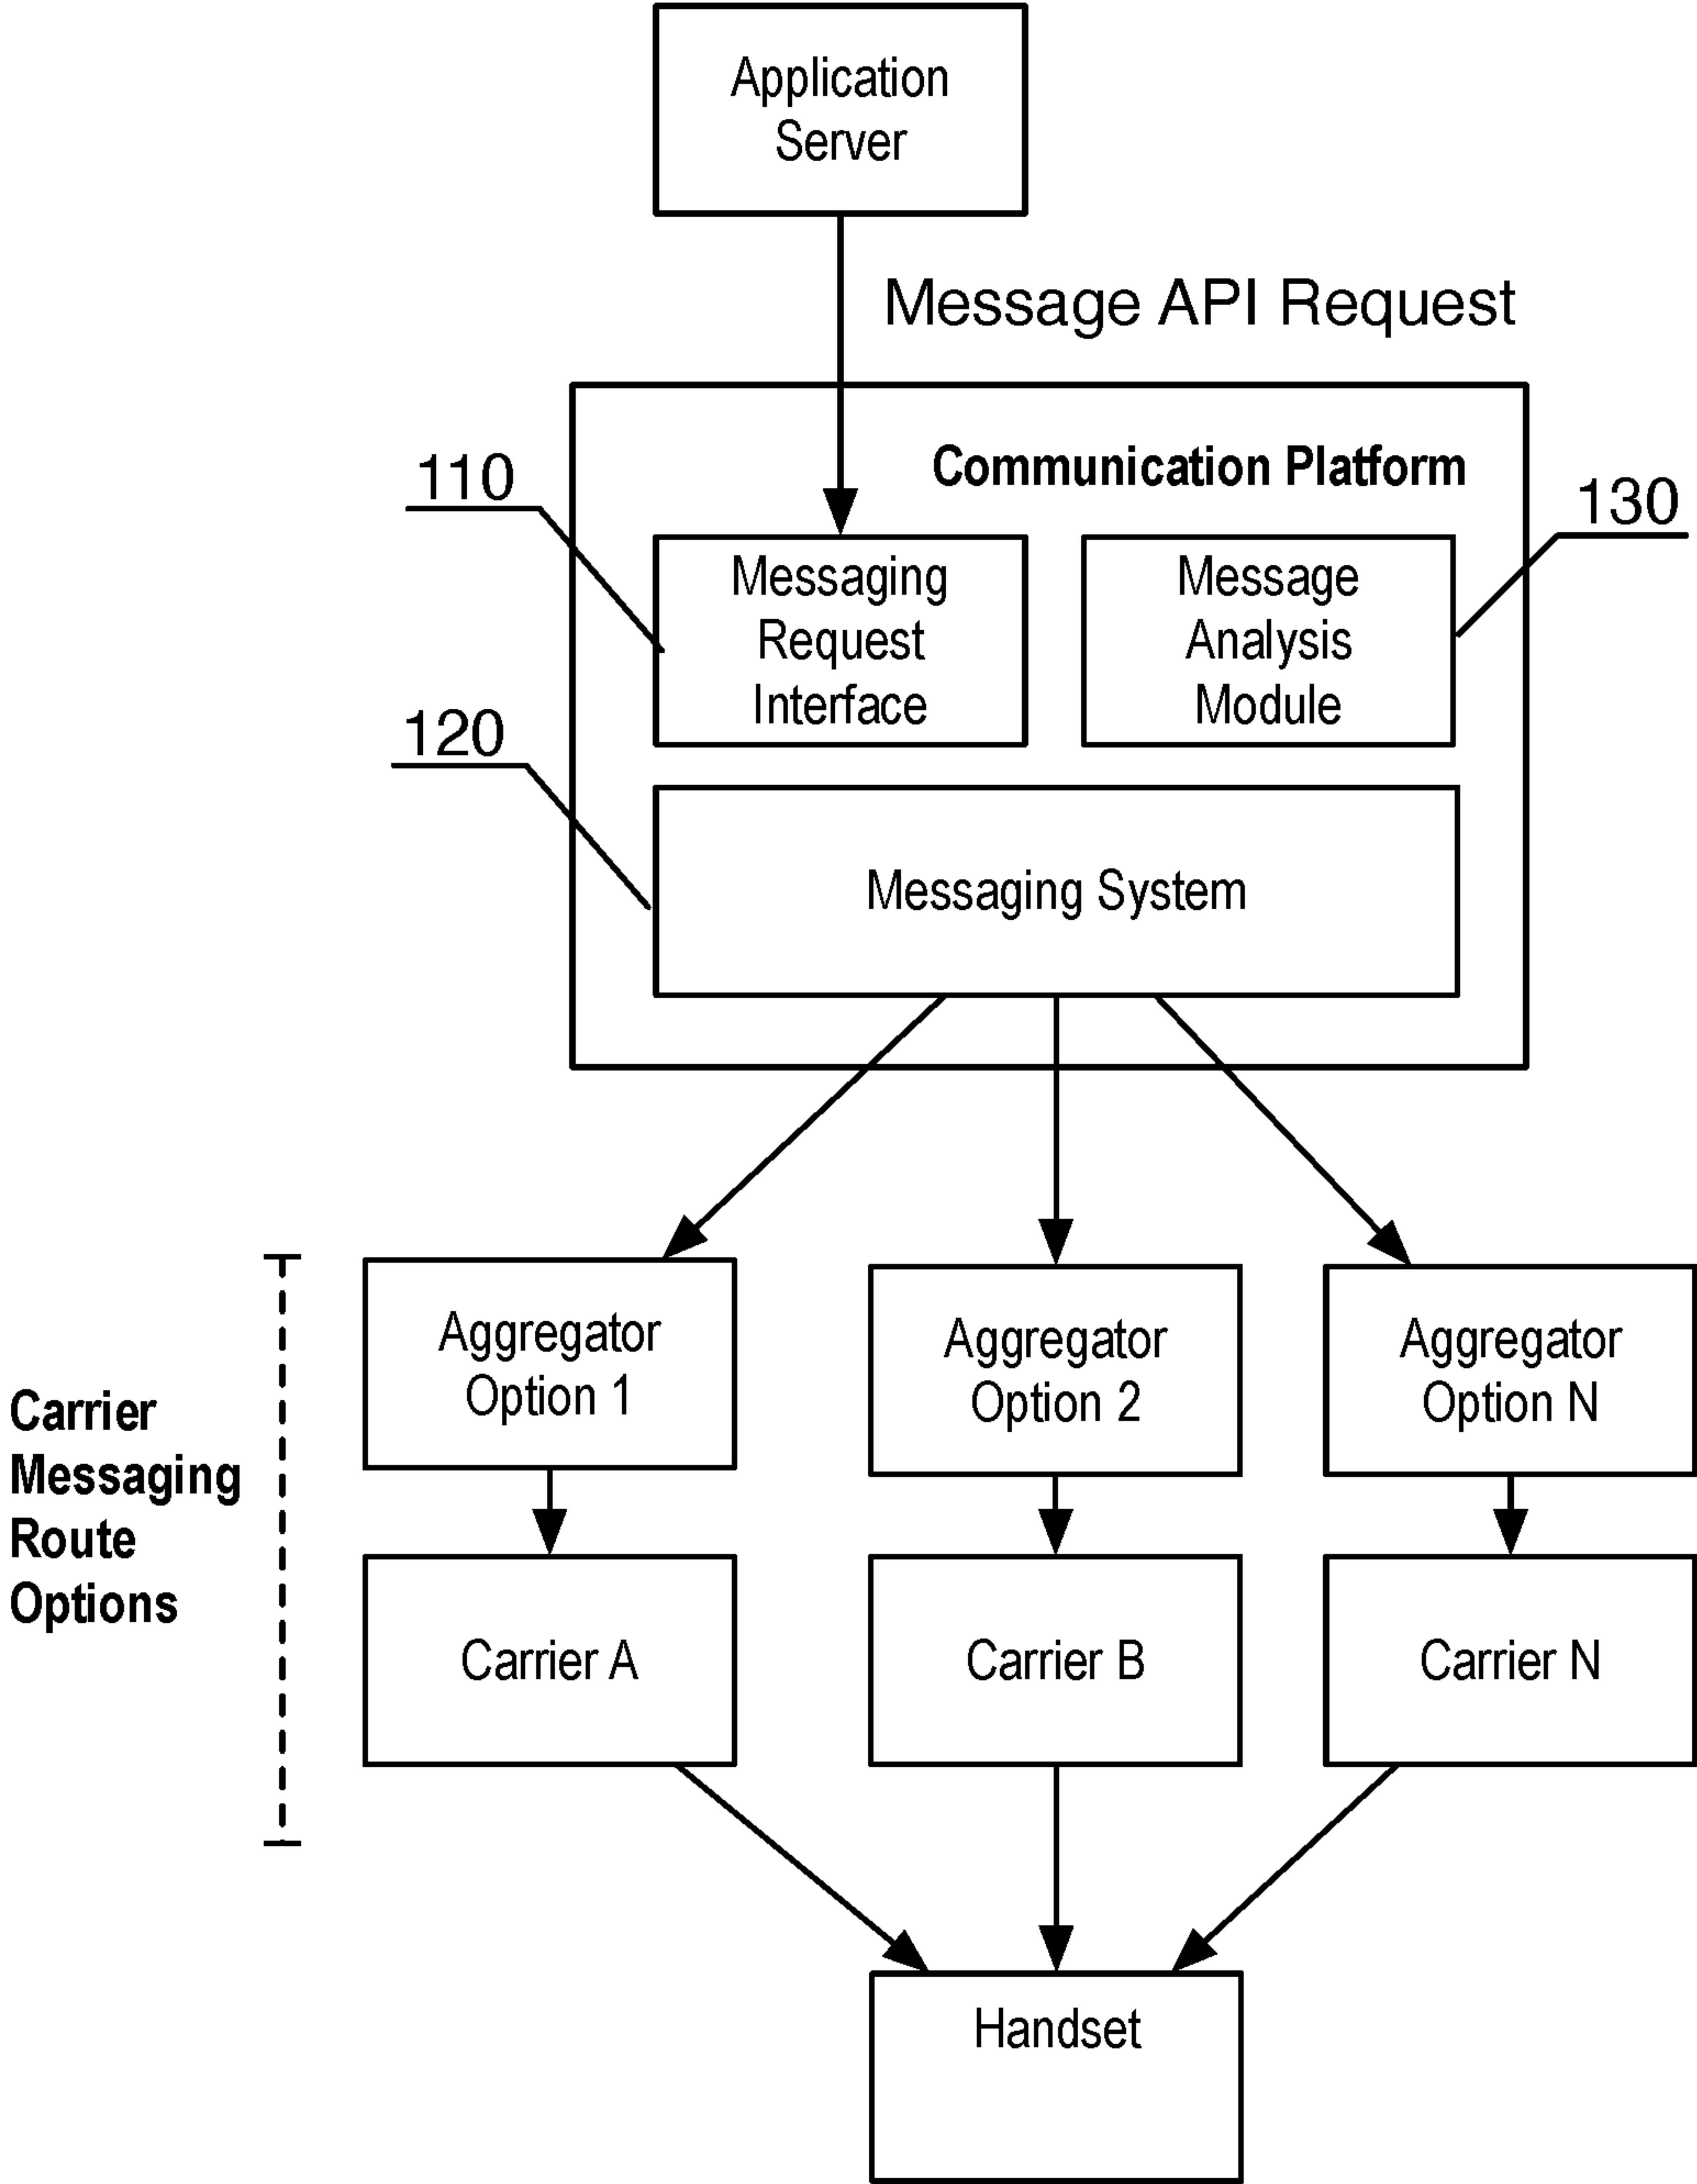 Application
Server
Message API Request
Communication Platform
110
130
Messaging
Request
Interface
Message
Analysis
Module
120
Messaging System
Aggregator
Option 1
Aggregator
Option 2
Aggregator
Option N
Carrier
Messaging
Route
Options
Carrier A
Carrier B
Carrier N
Handset